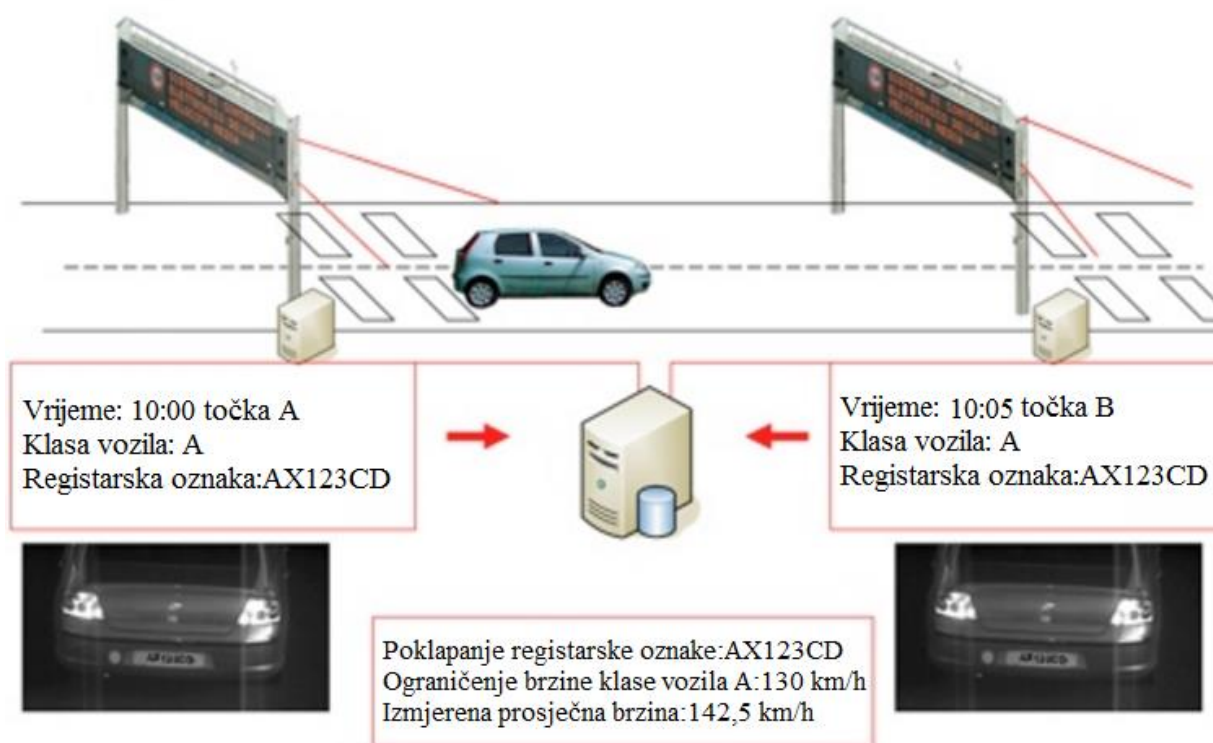 Vrijeme: 10:00 točka A
Klasa vozila: A
Registarska oznaka:AX123CD
Vrijeme: 10:05 točka B
Klasa vozila: A
Registarska oznaka:AX123CD
Poklapanje registarske oznake:AX123CD
Ograničenje brzine klase vozila A:130 km/h
Izmjerena prosječna brzina:142,5 km/h